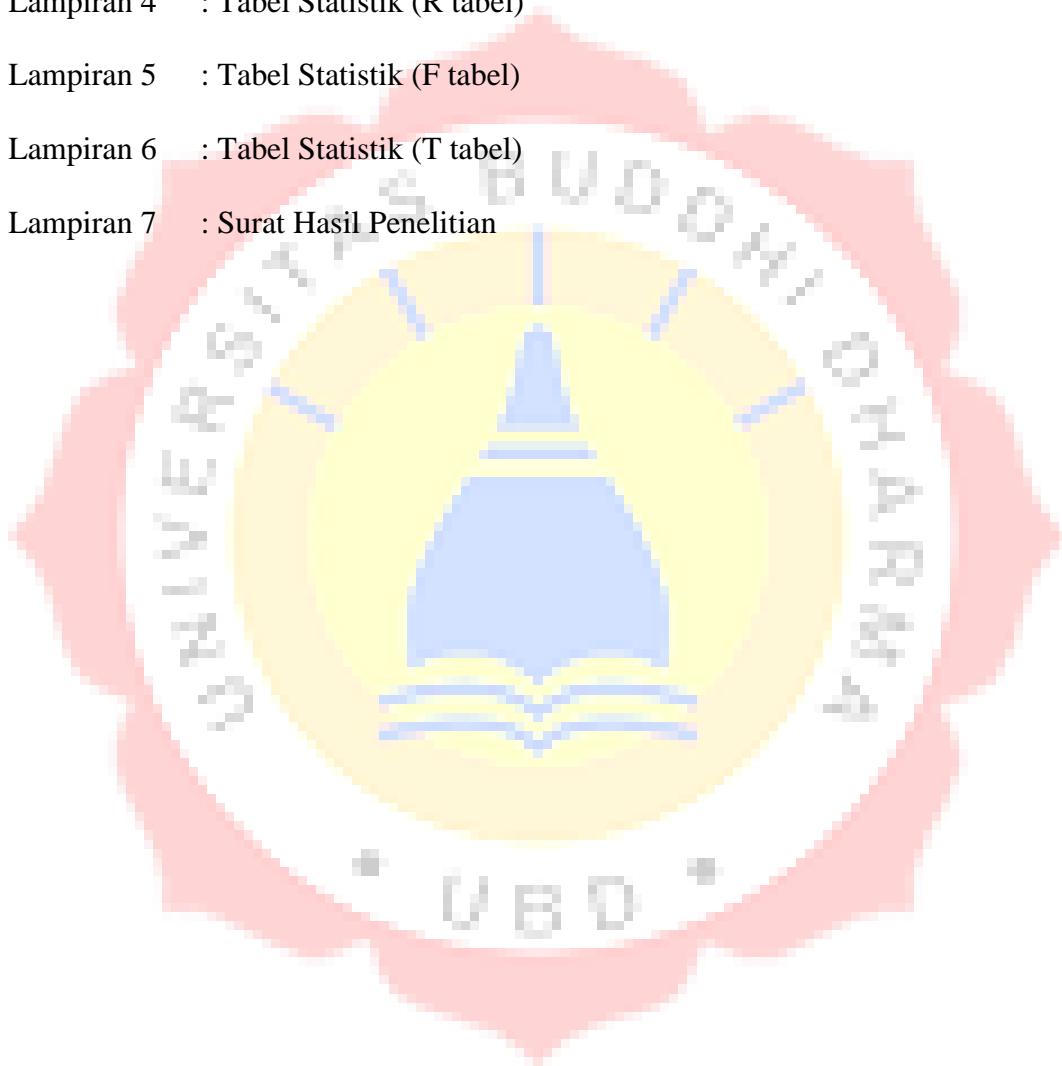 Lampiran 4 : Tabel Statistik (R tabel)
Lampiran 5 : Tabel Statistik (F tabel)
Lampiran 6 : Tabel Statistik (T tabel)
Lampiran 7 : Surat Hasil Penelitian
UNIVERSITAS BUDDHI DHARMA
• UBD •